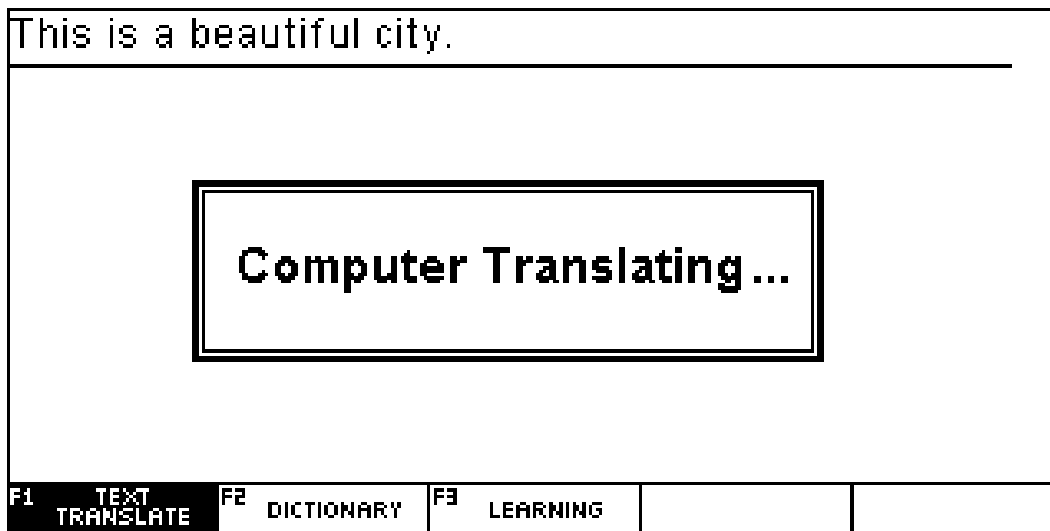 This is a beautiful city.
Computer Translating...
F1 TEXT TRANSLATE F2 DICTIONARY F3 LEARNING